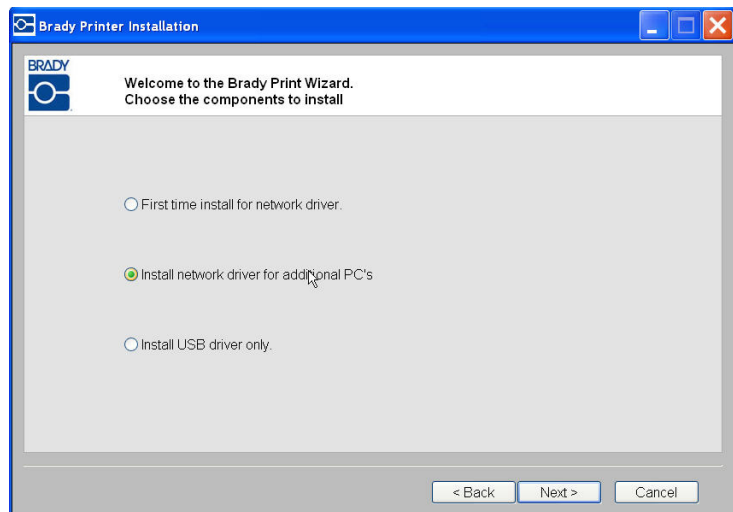 Brady Printer Installation
BRADY
Welcome to the Brady Print Wizard.
Choose the components to install
First time install for network driver.
Install network driver for additional PC's
Install USB driver only.
< Back Next > Cancel